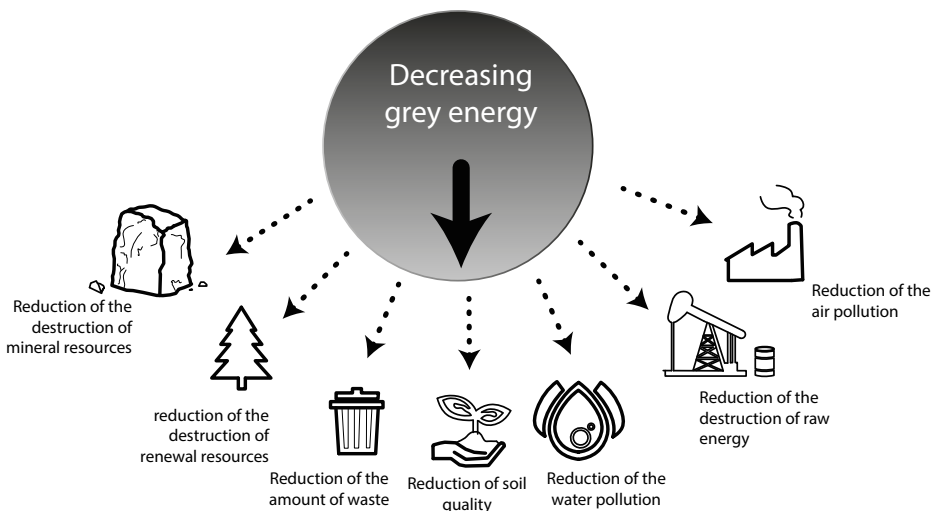 Decreasing
grey energy
Reduction of the
destruction of
mineral resources
reduction of the
destruction of
renewal resources
Reduction of the
amount of waste
Reduction of soil
quality
Reduction of the
water pollution
Reduction of the
destruction of raw
energy
Reduction of the
air pollution